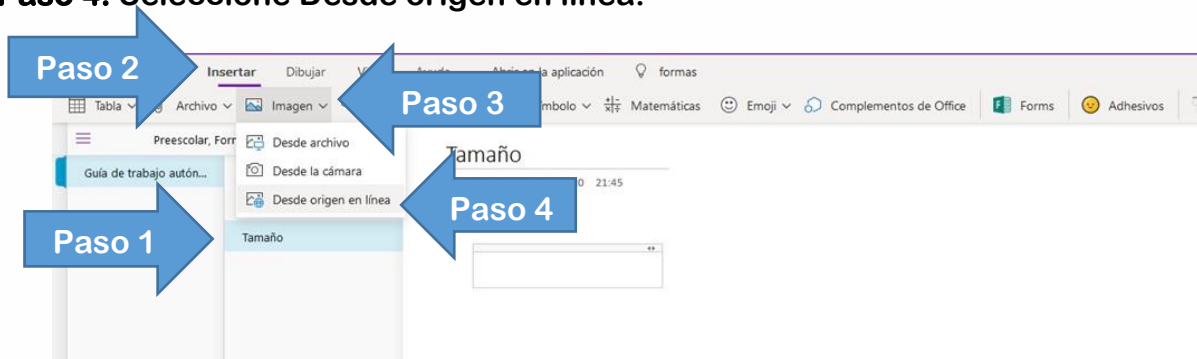 Paso 4. Seleccione Desde origen en línea.
Paso 2
Insertar Dibujar Abrir en la aplicación formas
Tabla Archivo Imagen Paso 3 Matemáticas Emoji Complementos de Office Forms Adhesivos
Preescolar, Desde archivo
Tamaño
Guía de trabajo autón... Desde la cámara
21:45
Desde origen en línea
Paso 4
Paso 1
Tamaño